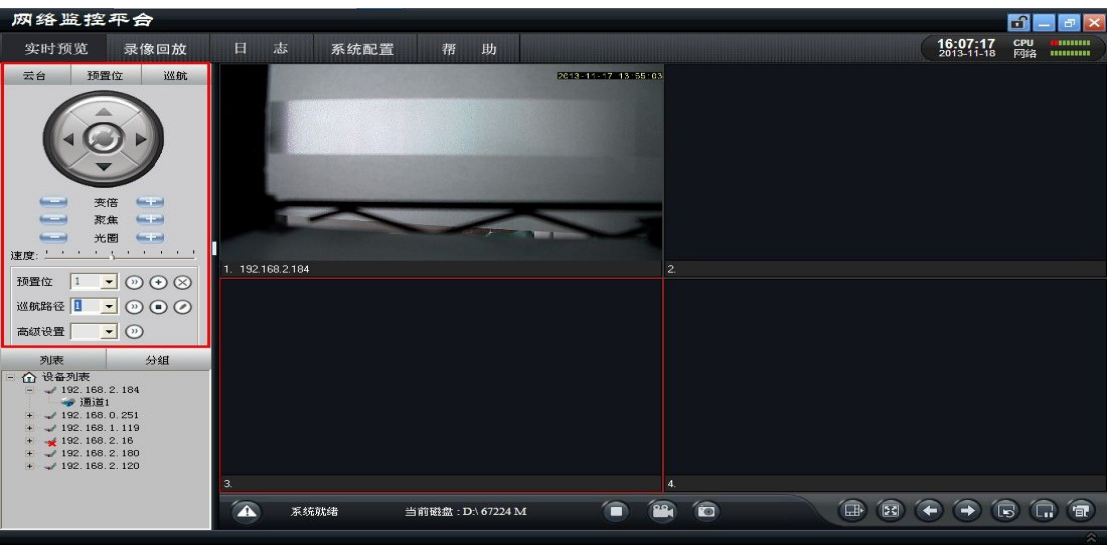 网络监控平台
实时预览 录像回放 日 志 系统配置 帮 助
16:07:17 CPU
2013-11-18 网络
云台 预置位 巡航
2013-11-17 13:55:03
变倍
聚焦
光圈
速度:
预置位 1
巡航路径 1
高级设置
1. 192.168.2.184
2.
列表 分组
设备列表
192.168.2.184
通道1
192.168.0.251
192.168.1.119
192.168.2.16
192.168.2.180
192.168.2.120
3.
4.
系统就绪 当前磁盘 : D:\ 67224 M